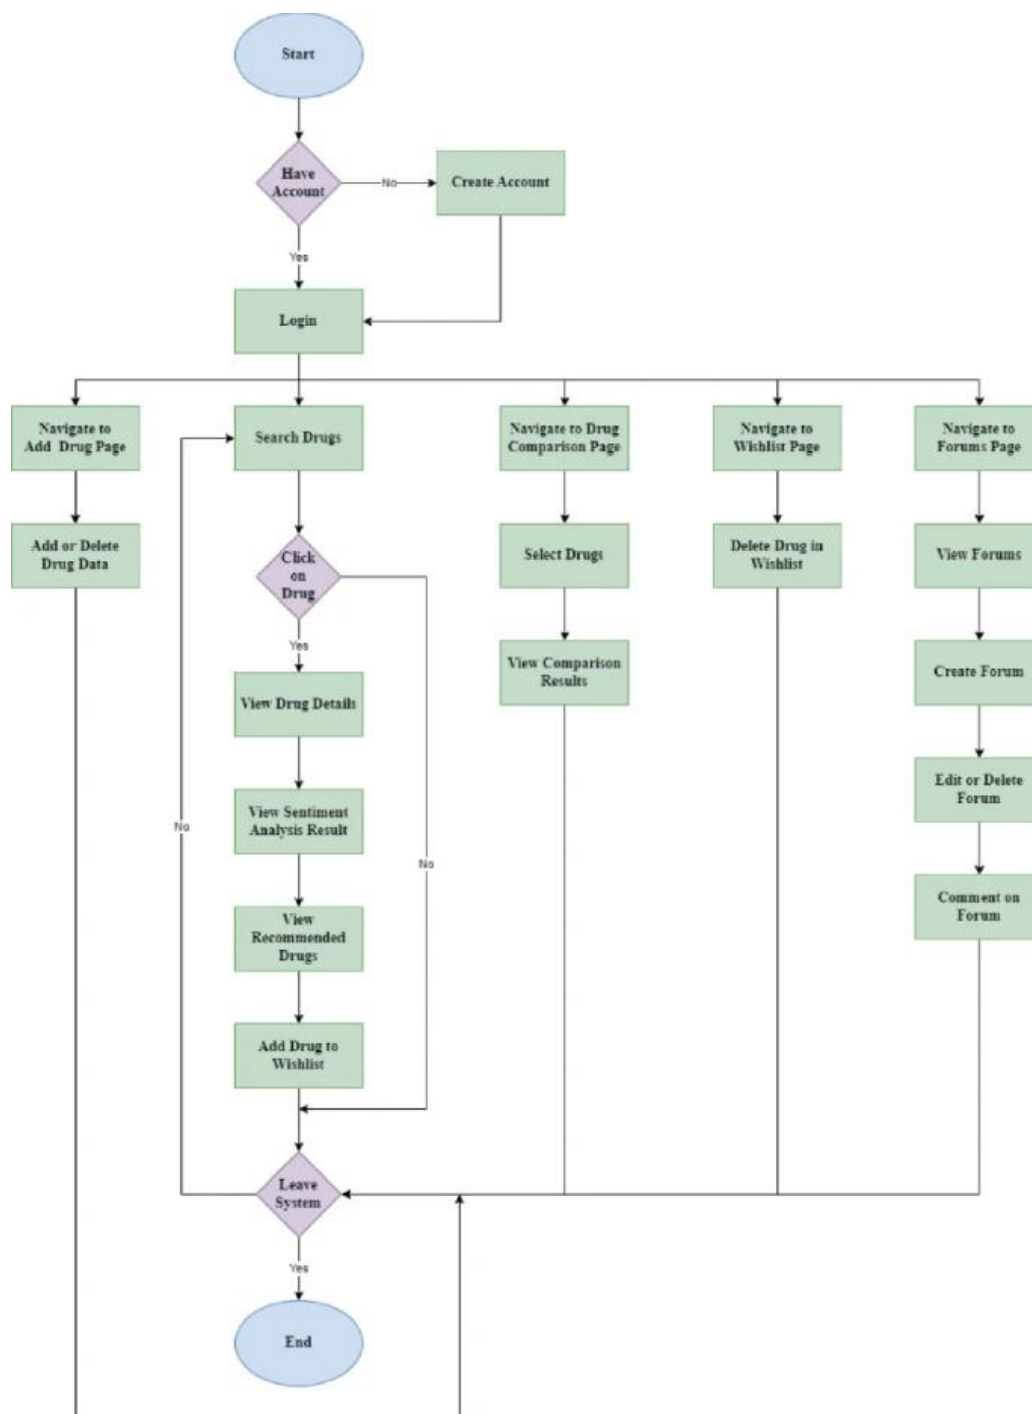 Start
Have
Account
No
Create Account
Yes
Login
Navigate to
Add Drug Page
Search Drugs
Navigate to Drug
Comparison Page
Navigate to
Wishlist Page
Navigate to
Forums Page
Add or Delete
Drug Data
Click
on
Drug
Select Drugs
Delete Drug in
Wishlist
View Forums
Yes
View Drug Details
View Comparison
Results
Create Forum
View Sentiment
Analysis Result
Edit or Delete
Forum
No
No
View
Recommended
Drugs
Comment on
Forum
Add Drug to
Wishlist
Leave
System
Yes
End